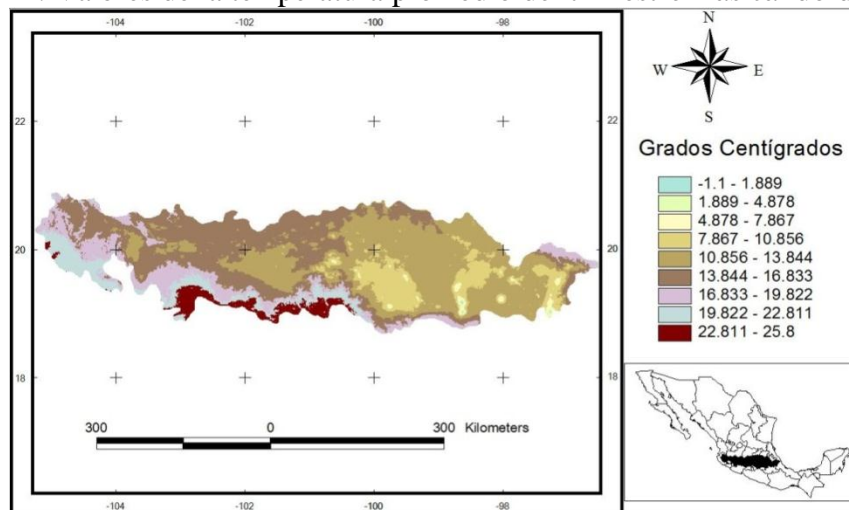 -104 -102 -100 -98
22 22
20 20
18 18
300 0 300 Kilometers
-104 -102 -100 -98
N
W E
S
Grados Centígrados
-1.1 - 1.889
1.889 - 4.878
4.878 - 7.867
7.867 - 10.856
10.856 - 13.844
13.844 - 16.833
16.833 - 19.822
19.822 - 22.811
22.811 - 25.8